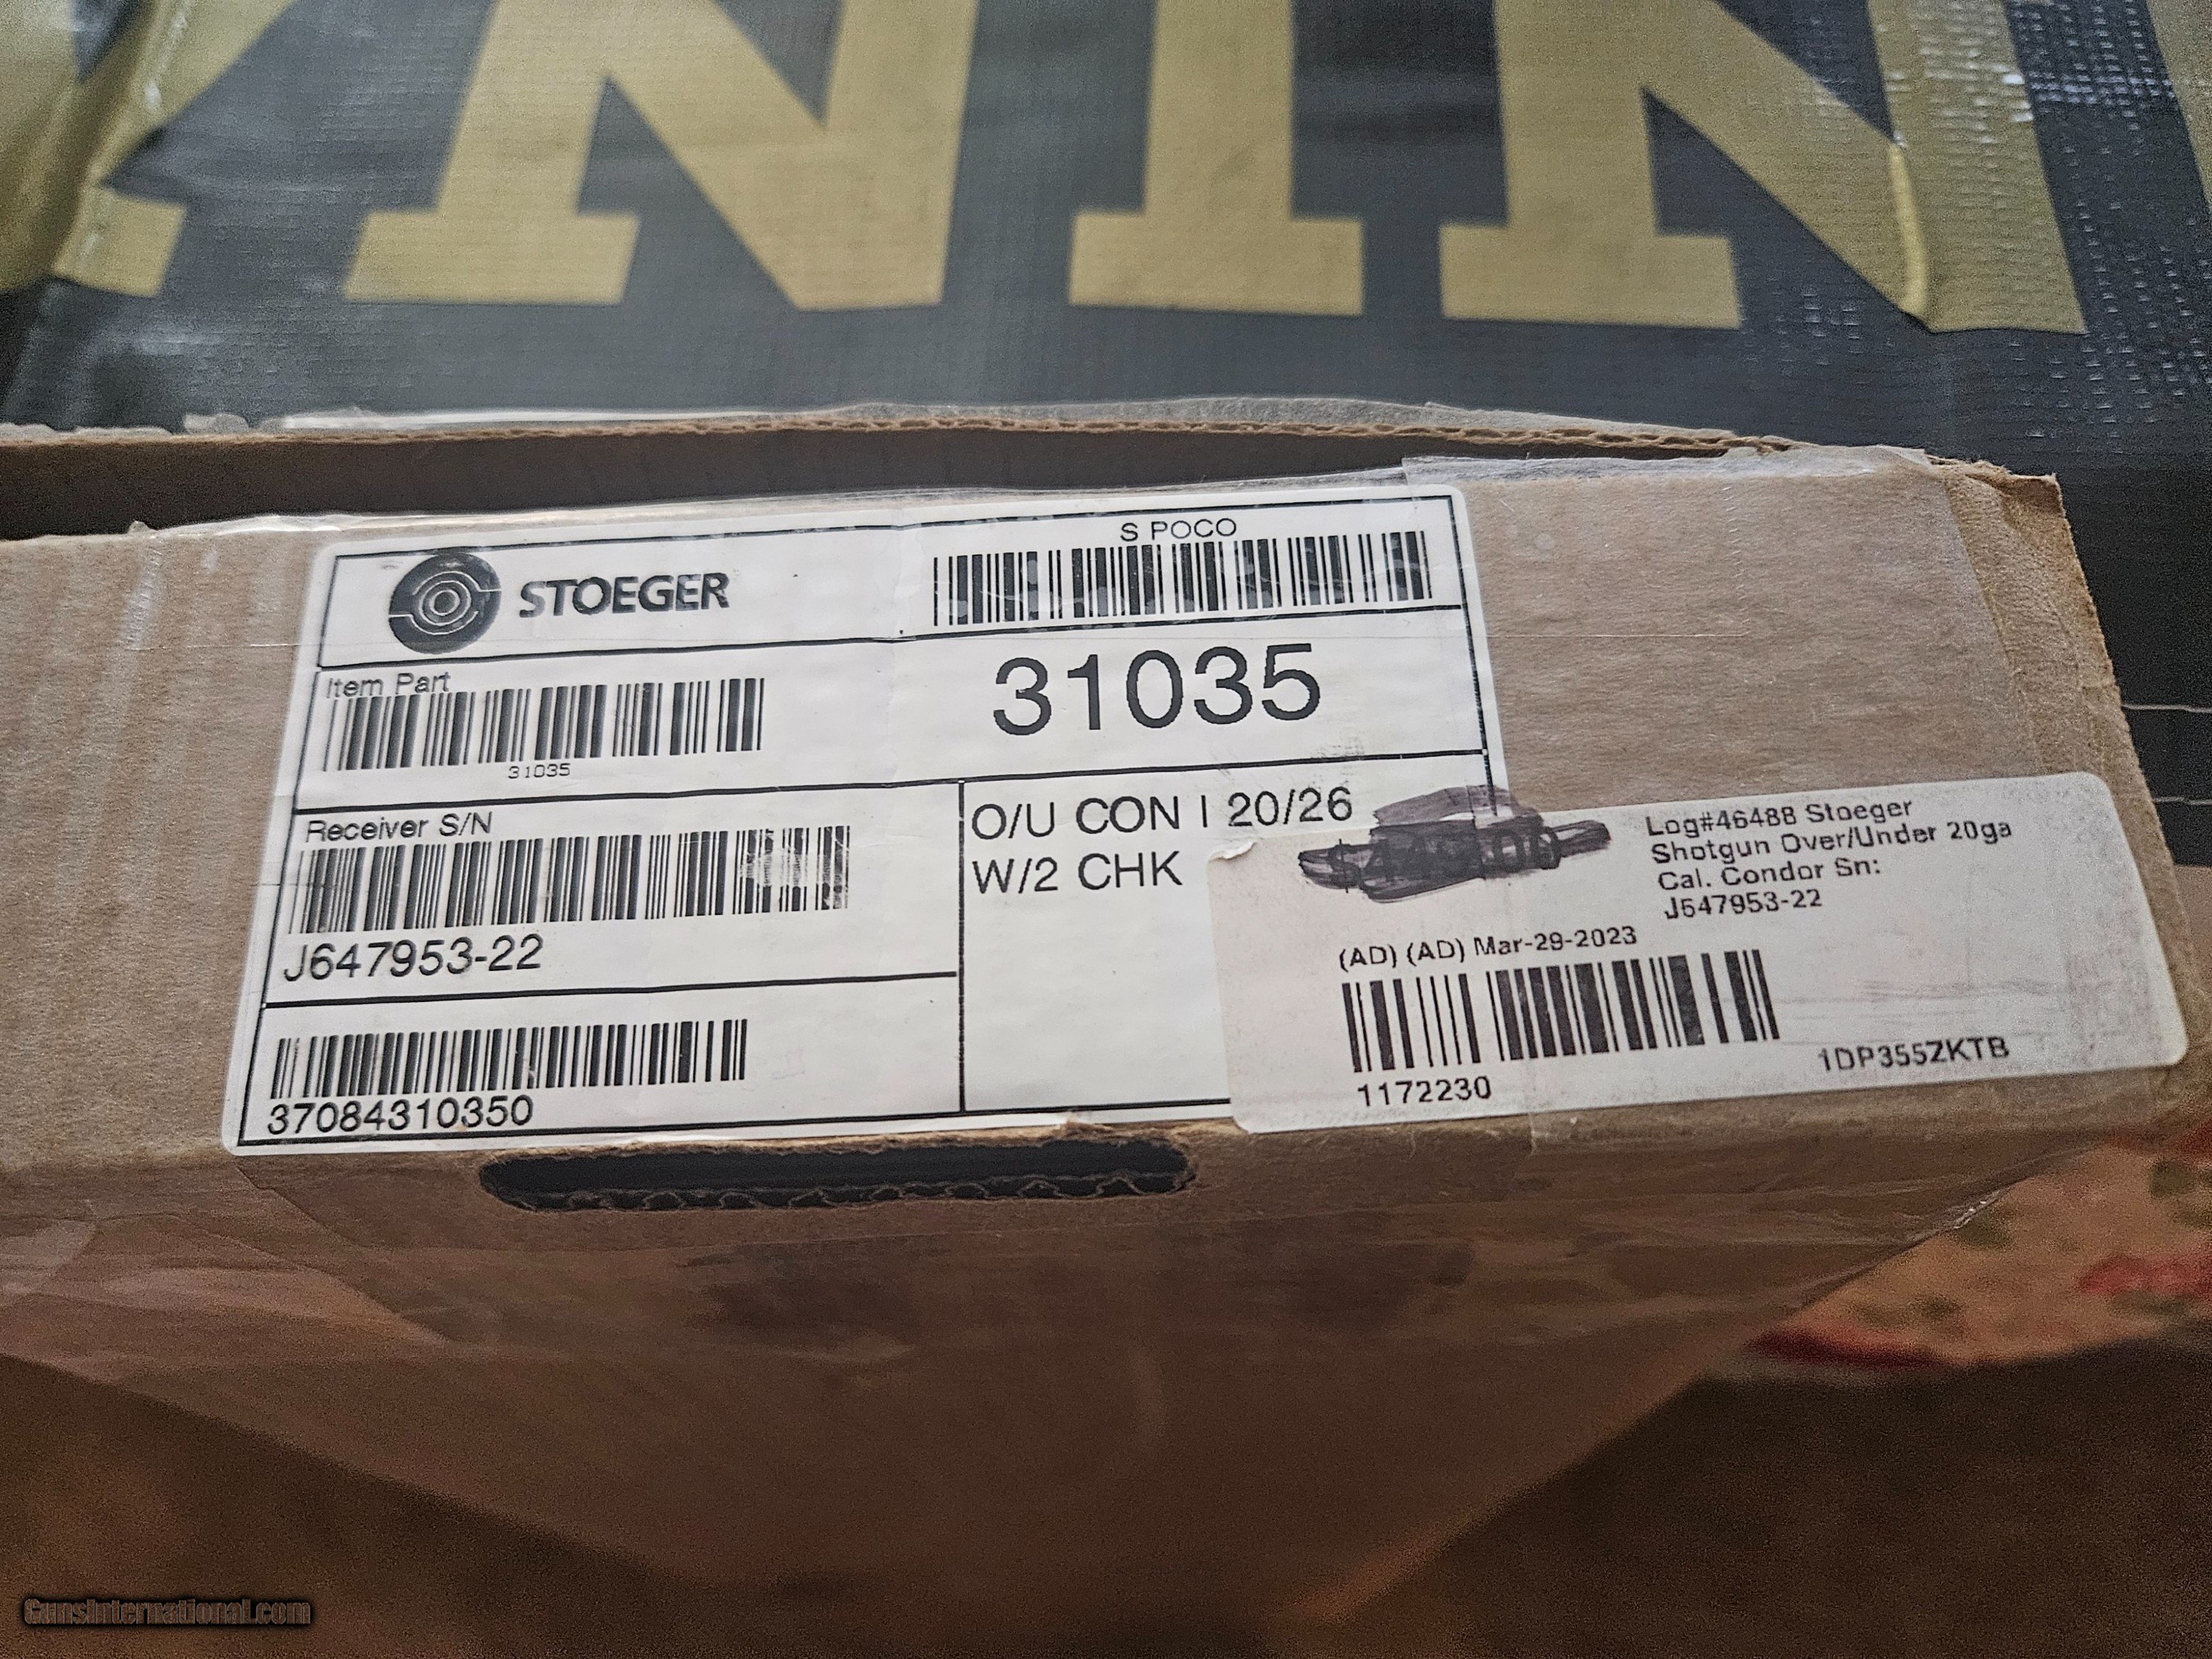 NIN
STOEGER
S POCO
Item Part
31035
31035
Receiver S/N
J647953-22
O/U CON I 20/26
W/2 CHK
37084310350
Log#46488 Stoeger
Shotgun Over/Under 20ga
Cal. Condor Sn:
J647953-22
(AD) (AD) Mar-29-2023
1172230
1DP355ZKTB
GunsInternational.com